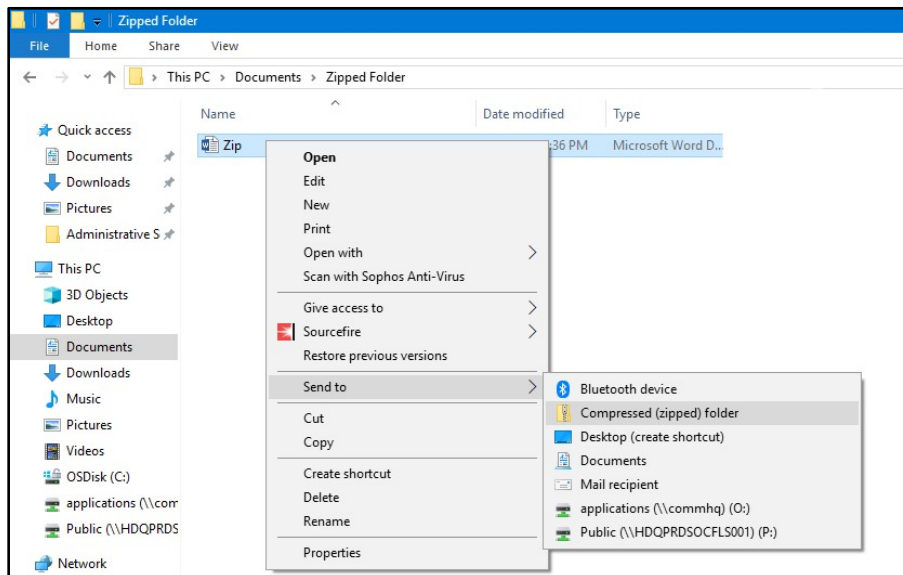 Zipped Folder
File Home Share View
This PC > Documents > Zipped Folder
Name Date modified Type
Quick access
Documents
Downloads
Pictures
Administrative S
This PC
3D Objects
Desktop
Documents
Downloads
Music
Pictures
Videos
OSDisk (C:)
applications (\\com
Public (\\HDQPRDS
Network
Zip :36 PM Microsoft Word D...
Open
Edit
New
Print
Open with
Scan with Sophos Anti-Virus
Give access to
Sourcefire
Restore previous versions
Send to
Cut
Copy
Create shortcut
Delete
Rename
Properties
Bluetooth device
Compressed (zipped) folder
Desktop (create shortcut)
Documents
Mail recipient
applications (\\commhq) (O:)
Public (\\HDQPRDSOCFLS001) (P:)